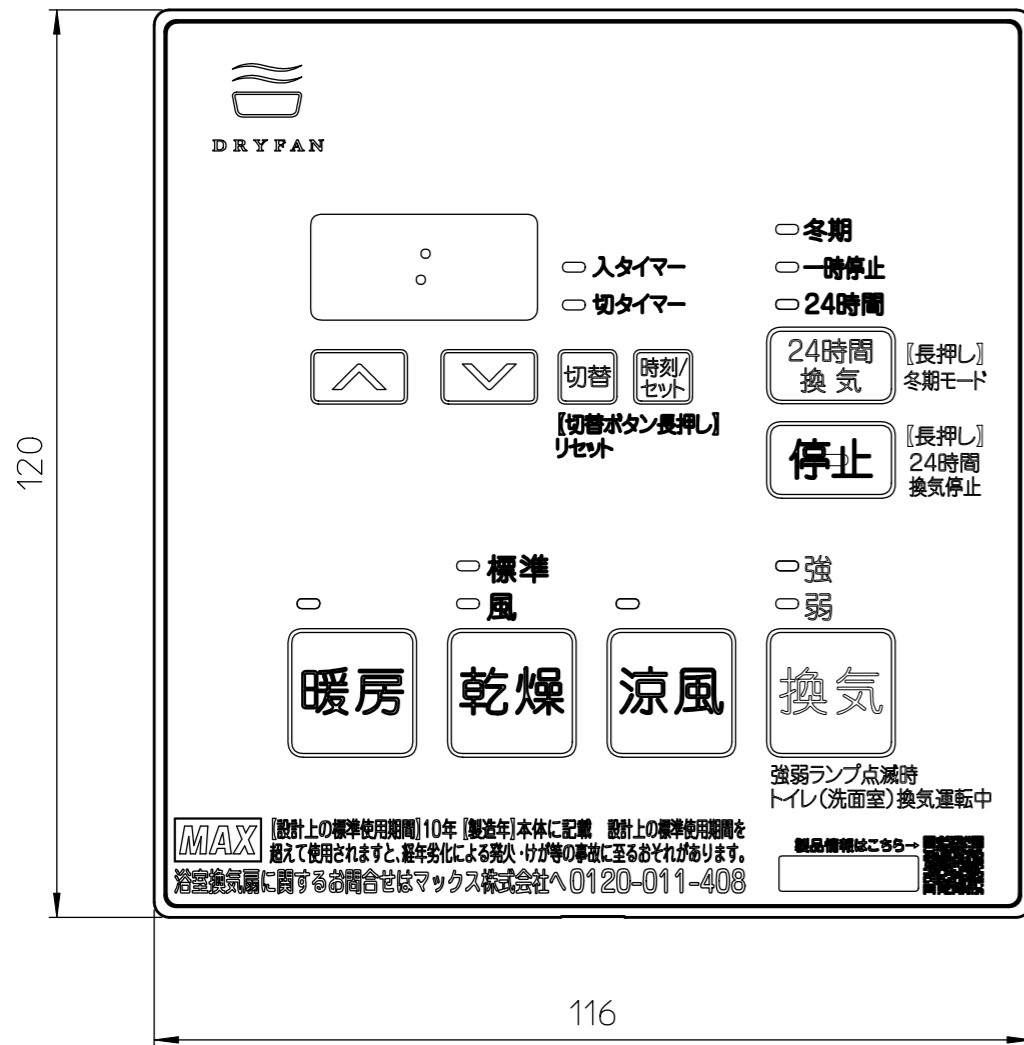 DRYFAN
冬期
入タイマー
一時停止
切タイマー
24時間
切替
時刻/
セット
24時間
換気
〖長押し〗
冬期モード
〖切替ボタン長押し〗
リセット
停止
〖長押し〗
24時間
換気停止
標準
風
強
弱
暖房
乾燥
涼風
換気
強弱ランプ点滅時
トイレ(洗面室)換気運転中
MAX
〖設計上の標準使用期間〗10年〖製造年〗本体に記載 設計上の標準使用期間を
超えて使用されますと、経年劣化による発火・けが等の事故に至るおそれがあります。
浴室換気扇に関するお問合せはマックス株式会社へ0120-011-408
製品情報はこちら→
120
116